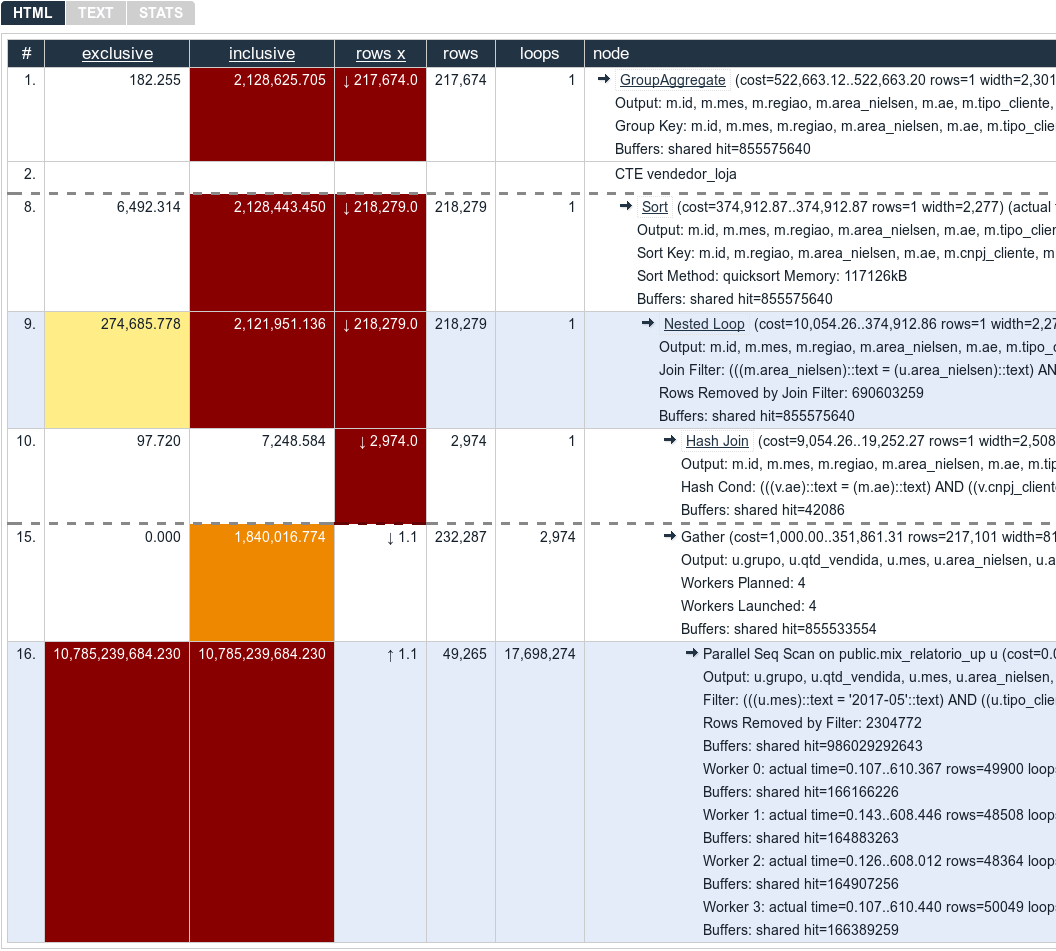 HTML TEXT STATS
# exclusive inclusive rows x rows loops node
1. 182.255 2,128,625.705 ↓ 217,674.0 217,674 1 → GroupAggregate (cost=522,663.12..522,663.20 rows=1 width=2,301
Output: m.id, m.mes, m.regiao, m.area_nielsen, m.ae, m.tipo_cliente,
Group Key: m.id, m.mes, m.regiao, m.area_nielsen, m.ae, m.tipo_clie
Buffers: shared hit=855575640
2. CTE vendedor_loja
8. 6,492.314 2,128,443.450 ↓ 218,279.0 218,279 1 → Sort (cost=374,912.87..374,912.87 rows=1 width=2,277) (actual
Output: m.id, m.mes, m.regiao, m.area_nielsen, m.ae, m.tipo_clien
Sort Key: m.id, m.regiao, m.area_nielsen, m.ae, m.cnpj_cliente, m
Sort Method: quicksort Memory: 117126kB
Buffers: shared hit=855575640
9. 274,685.778 2,121,951.136 ↓ 218,279.0 218,279 1 → Nested Loop (cost=10,054.26..374,912.86 rows=1 width=2,27
Output: m.id, m.mes, m.regiao, m.area_nielsen, m.ae, m.tipo_c
Join Filter: (((m.area_nielsen)::text = (u.area_nielsen)::text) AN
Rows Removed by Join Filter: 690603259
Buffers: shared hit=855575640
10. 97.720 7,248.584 ↓ 2,974.0 2,974 1 → Hash Join (cost=9,054.26..19,252.27 rows=1 width=2,508
Output: m.id, m.mes, m.regiao, m.area_nielsen, m.ae, m.tip
Hash Cond: (((v.ae)::text = (m.ae)::text) AND ((v.cnpj_client
Buffers: shared hit=42086
15. 0.000 1,840,016.774 ↓ 1.1 232,287 2,974 → Gather (cost=1,000.00..351,861.31 rows=217,101 width=81
Output: u.grupo, u.qtd_vendida, u.mes, u.area_nielsen, u.a
Workers Planned: 4
Workers Launched: 4
Buffers: shared hit=855533554
16. 10,785,239,684.230 10,785,239,684.230 ↑ 1.1 49,265 17,698,274 → Parallel Seq Scan on public.mix_relatorio_up u (cost=0.0
Output: u.grupo, u.qtd_vendida, u.mes, u.area_nielsen,
Filter: (((u.mes)::text = '2017-05'::text) AND ((u.tipo_clie
Rows Removed by Filter: 2304772
Buffers: shared hit=986029292643
Worker 0: actual time=0.107..610.367 rows=49900 loop
Buffers: shared hit=166166226
Worker 1: actual time=0.143..608.446 rows=48508 loop
Buffers: shared hit=164883263
Worker 2: actual time=0.126..608.012 rows=48364 loop
Buffers: shared hit=164907256
Worker 3: actual time=0.107..610.440 rows=50049 loop
Buffers: shared hit=166389259